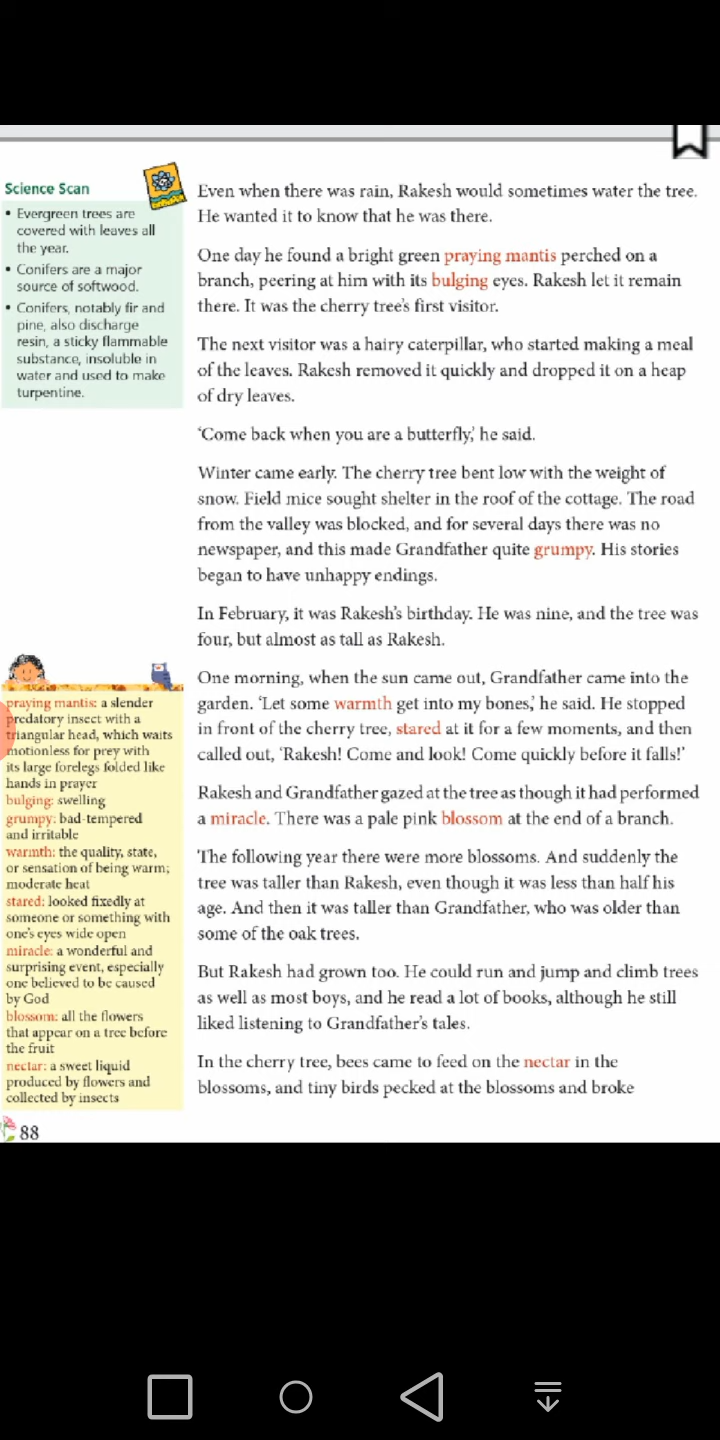 Science Scan
• Evergreen trees are
covered with leaves all
the year.
• Conifers are a major
source of softwood.
• Conifers, notably fir and
pine, also discharge
resin, a sticky flammable
substance, insoluble in
water and used to make
turpentine.
Even when there was rain, Rakesh would sometimes water the tree.
He wanted it to know that he was there.
One day he found a bright green praying mantis perched on a
branch, peering at him with its bulging eyes. Rakesh let it remain
there. It was the cherry tree's first visitor.
The next visitor was a hairy caterpillar, who started making a meal
of the leaves. Rakesh removed it quickly and dropped it on a heap
of dry leaves.
‘Come back when you are a butterfly,’ he said.
Winter came early. The cherry tree bent low with the weight of
snow. Field mice sought shelter in the roof of the cottage. The road
from the valley was blocked, and for several days there was no
newspaper, and this made Grandfather quite grumpy. His stories
began to have unhappy endings.
In February, it was Rakesh's birthday. He was nine, and the tree was
four, but almost as tall as Rakesh.
One morning, when the sun came out, Grandfather came into the
garden. ‘Let some warmth get into my bones,’ he said. He stopped
in front of the cherry tree, stared at it for a few moments, and then
called out, ‘Rakesh! Come and look! Come quickly before it falls!’
Rakesh and Grandfather gazed at the tree as though it had performed
a miracle. There was a pale pink blossom at the end of a branch.
The following year there were more blossoms. And suddenly the
tree was taller than Rakesh, even though it was less than half his
age. And then it was taller than Grandfather, who was older than
some of the oak trees.
But Rakesh had grown too. He could run and jump and climb trees
as well as most boys, and he read a lot of books, although he still
liked listening to Grandfather's tales.
In the cherry tree, bees came to feed on the nectar in the
blossoms, and tiny birds pecked at the blossoms and broke
praying mantis: a slender
predatory insect with a
triangular head, which waits
motionless for prey with
its large forelegs folded like
hands in prayer
bulging: swelling
grumpy: bad-tempered
and irritable
warmth: the quality, state,
or sensation of being warm;
moderate heat
stared: looked fixedly at
someone or something with
one's eyes wide open
miracle: a wonderful and
surprising event, especially
one believed to be caused
by God
blossom: all the flowers
that appear on a tree before
the fruit
nectar: a sweet liquid
produced by flowers and
collected by insects
88